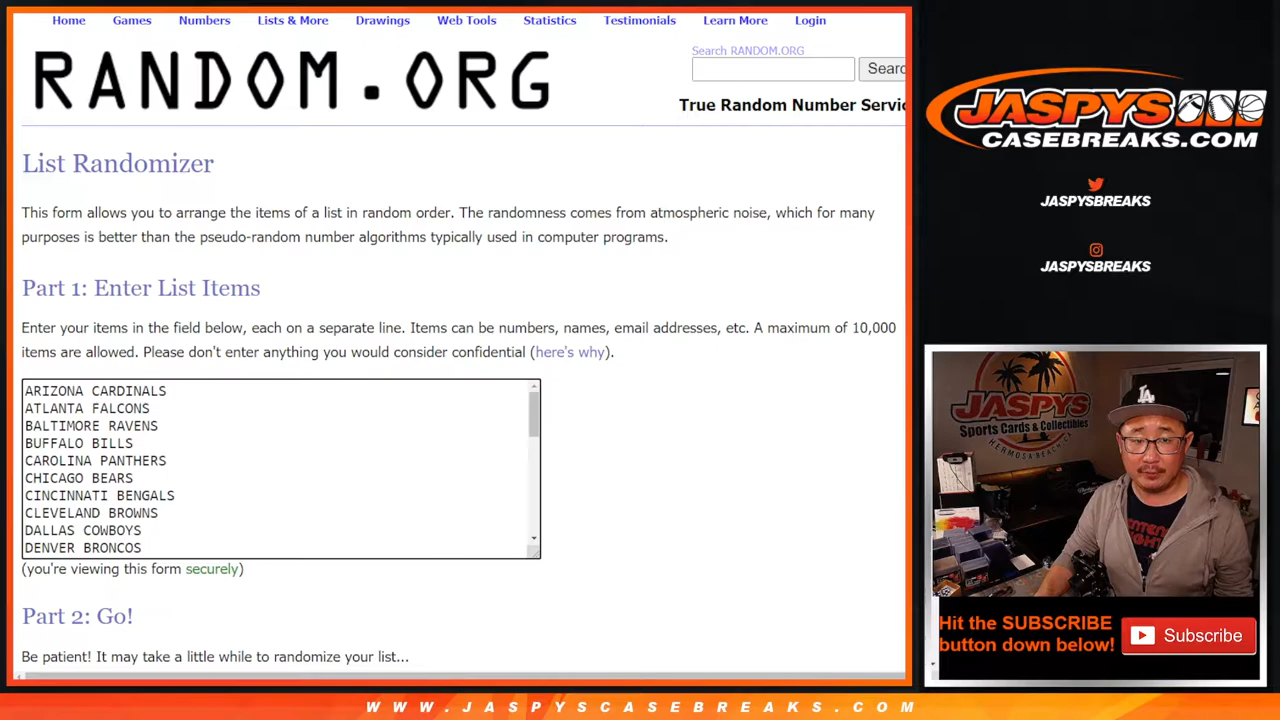 Home Games Numbers Lists & More Drawings Web Tools Statistics Testimonials Learn More Login
RANDOM.ORG
Search RANDOM.ORG
Searc
True Random Number Servic
List Randomizer
This form allows you to arrange the items of a list in random order. The randomness comes from atmospheric noise, which for many
purposes is better than the pseudo-random number algorithms typically used in computer programs.
Part 1: Enter List Items
Enter your items in the field below, each on a separate line. Items can be numbers, names, email addresses, etc. A maximum of 10,000
items are allowed. Please don't enter anything you would consider confidential (here's why).
ARIZONA CARDINALS
ATLANTA FALCONS
BALTIMORE RAVENS
BUFFALO BILLS
CAROLINA PANTHERS
CHICAGO BEARS
CINCINNATI BENGALS
CLEVELAND BROWNS
DALLAS COWBOYS
DENVER BRONCOS
(you're viewing this form securely)
Part 2: Go!
Be patient! It may take a little while to randomize your list...
JASPYS
CASEBREAKS.COM
JASPYSBREAKS
JASPYSBREAKS
JASPYS
Sports Cards & Collectibles
HERMOSA BEACH, CA
LA
Hit the SUBSCRIBE
button down below!
Subscribe
WWW.JASPYSCASEBREAKS.COM